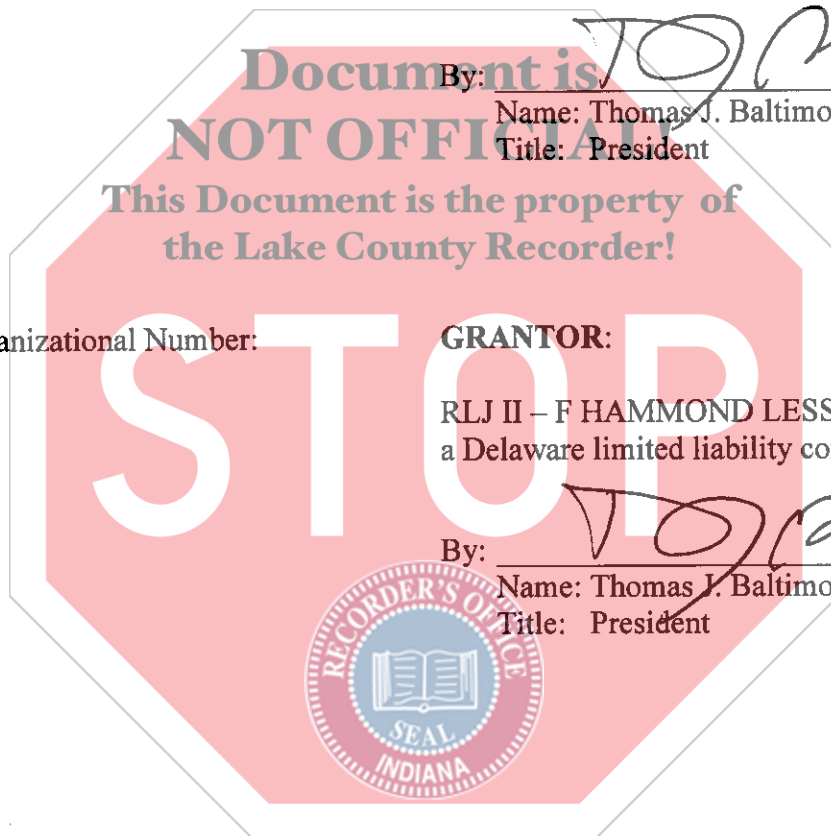 Document is
NOT OFFICIAL!
This Document is the property of
the Lake County Recorder!
STOP
By:
Name: Thomas J. Baltimo
Title: President
anizational Number:
GRANTOR:
RLJ II – F HAMMOND LESS
a Delaware limited liability co
By:
Name: Thomas J. Baltimo
Title: President
RECORDER'S OFFICE
SEAL
INDIANA